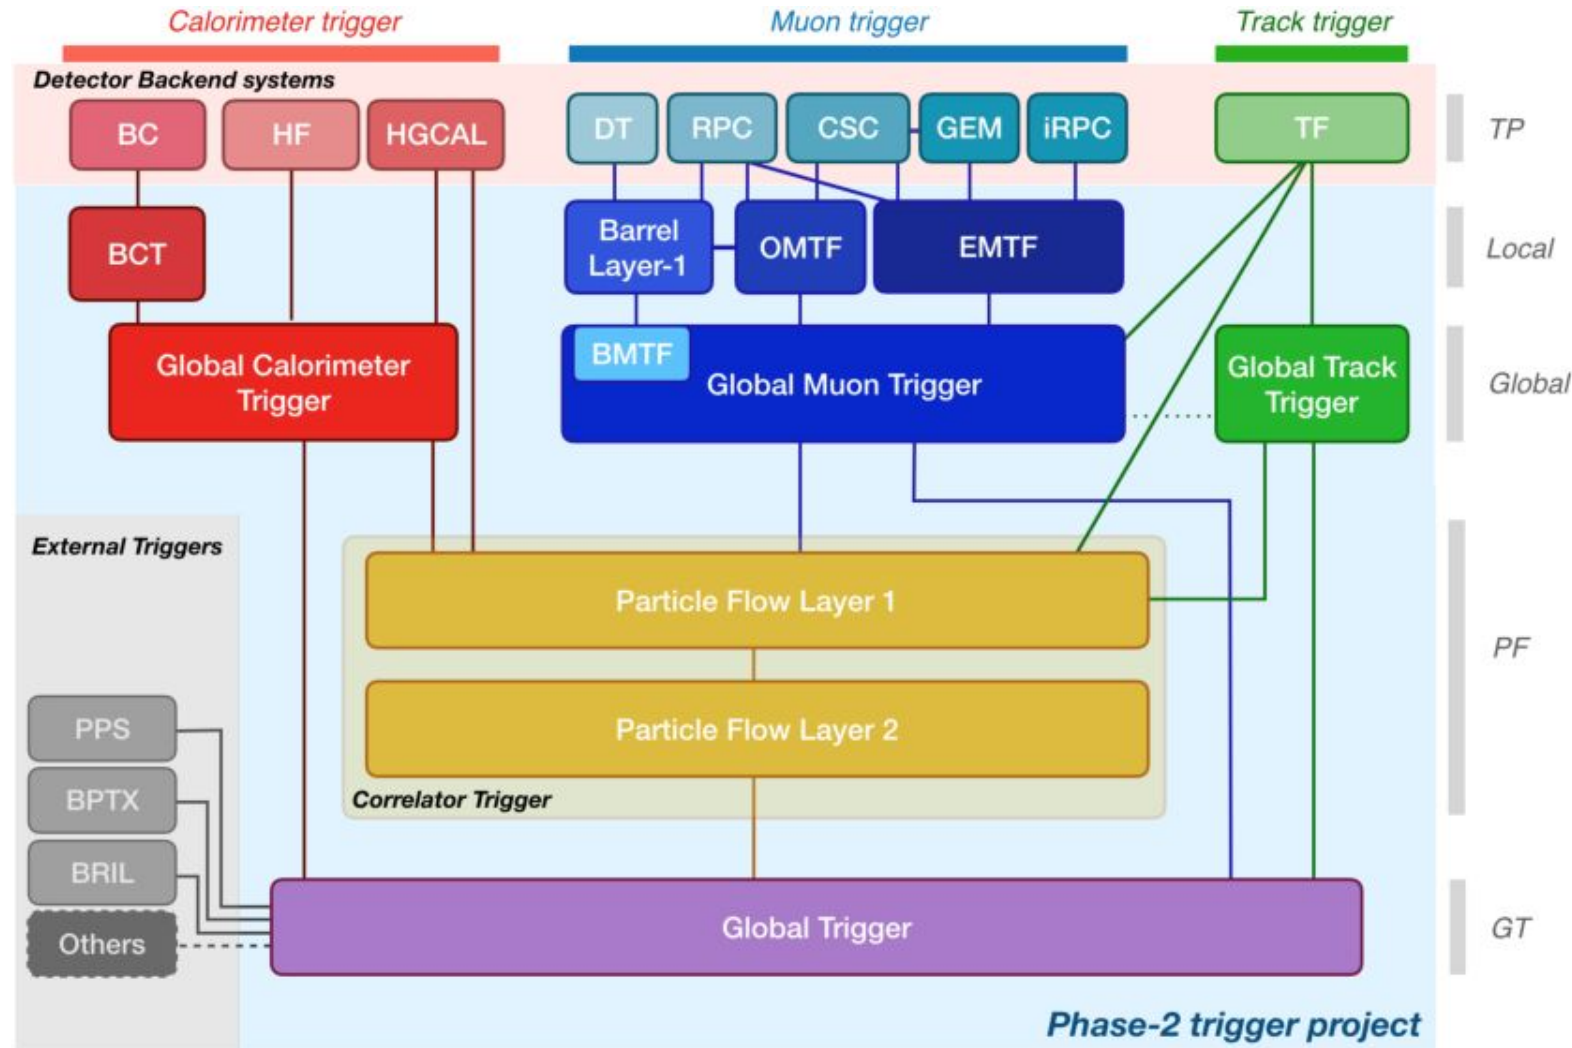 Calorimeter trigger
Muon trigger
Track trigger
Detector Backend systems
BC
HF
HGCAL
DT
RPC
CSC
GEM
iRPC
TF
TP
BCT
Barrel
Layer-1
OMTF
EMTF
Local
Global Calorimeter
Trigger
BMTF
Global Muon Trigger
Global Track
Trigger
Global
External Triggers
Particle Flow Layer 1
PF
Particle Flow Layer 2
Correlator Trigger
PPS
BPTX
BRIL
Others
Global Trigger
GT
Phase-2 trigger project